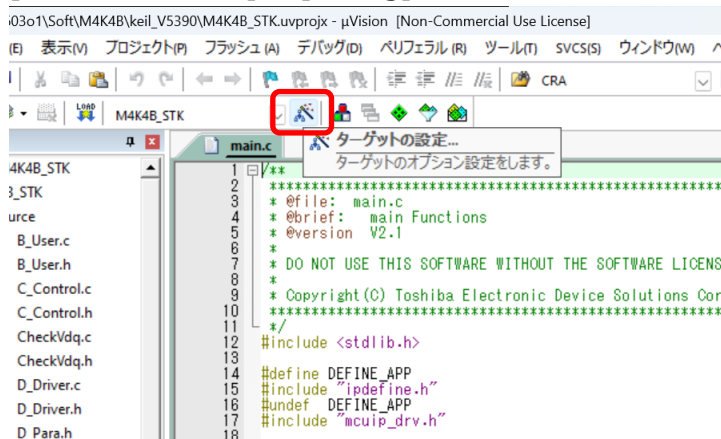 503o1\Soft\M4K4B\keil_V5390\M4K4B_STK.uvprojx - µVision [Non-Commercial Use License]
(E) 表示(V) プロジェクト(P) フラッシュ(A) デバッグ(D) ペリフェラル(R) ツール(T) SVCS(S) ウィンドウ(W)
CRA
LOAD M4K4B_STK
main.c
ターゲットの設定...
ターゲットのオプション設定をします。
4K4B_STK
B_STK
urce
B_User.c
B_User.h
C_Control.c
C_Control.h
CheckVdq.c
CheckVdq.h
D_Driver.c
D_Driver.h
D_Para.h
1 /**
2 ****************************************************************
3 * @file: main.c
4 * @brief: main Functions
5 * @version V2.1
6 *
7 * DO NOT USE THIS SOFTWARE WITHOUT THE SOFTWARE LICENS
8 *
9 * Copyright(C) Toshiba Electronic Device Solutions Cor
10 ****************************************************************
11 */
12 #include <stdlib.h>
13
14 #define DEFINE_APP
15 #include "ipdefine.h"
16 #undef DEFINE_APP
17 #include "mcuip_drv.h"
18